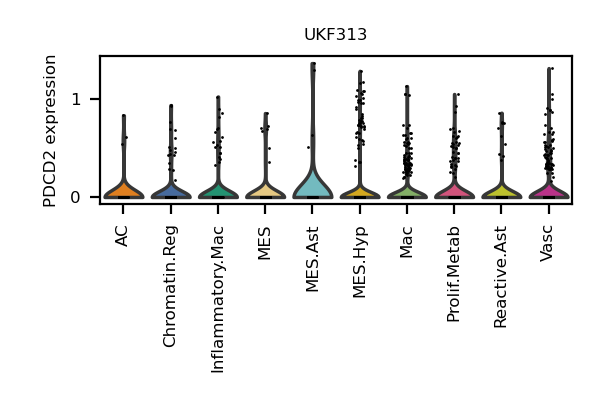 UKF313
PDCD2 expression
1
0
AC
Chromatin.Reg
Inflammatory.Mac
MES
MES.Ast
MES.Hyp
Mac
Prolif.Metab
Reactive.Ast
Vasc